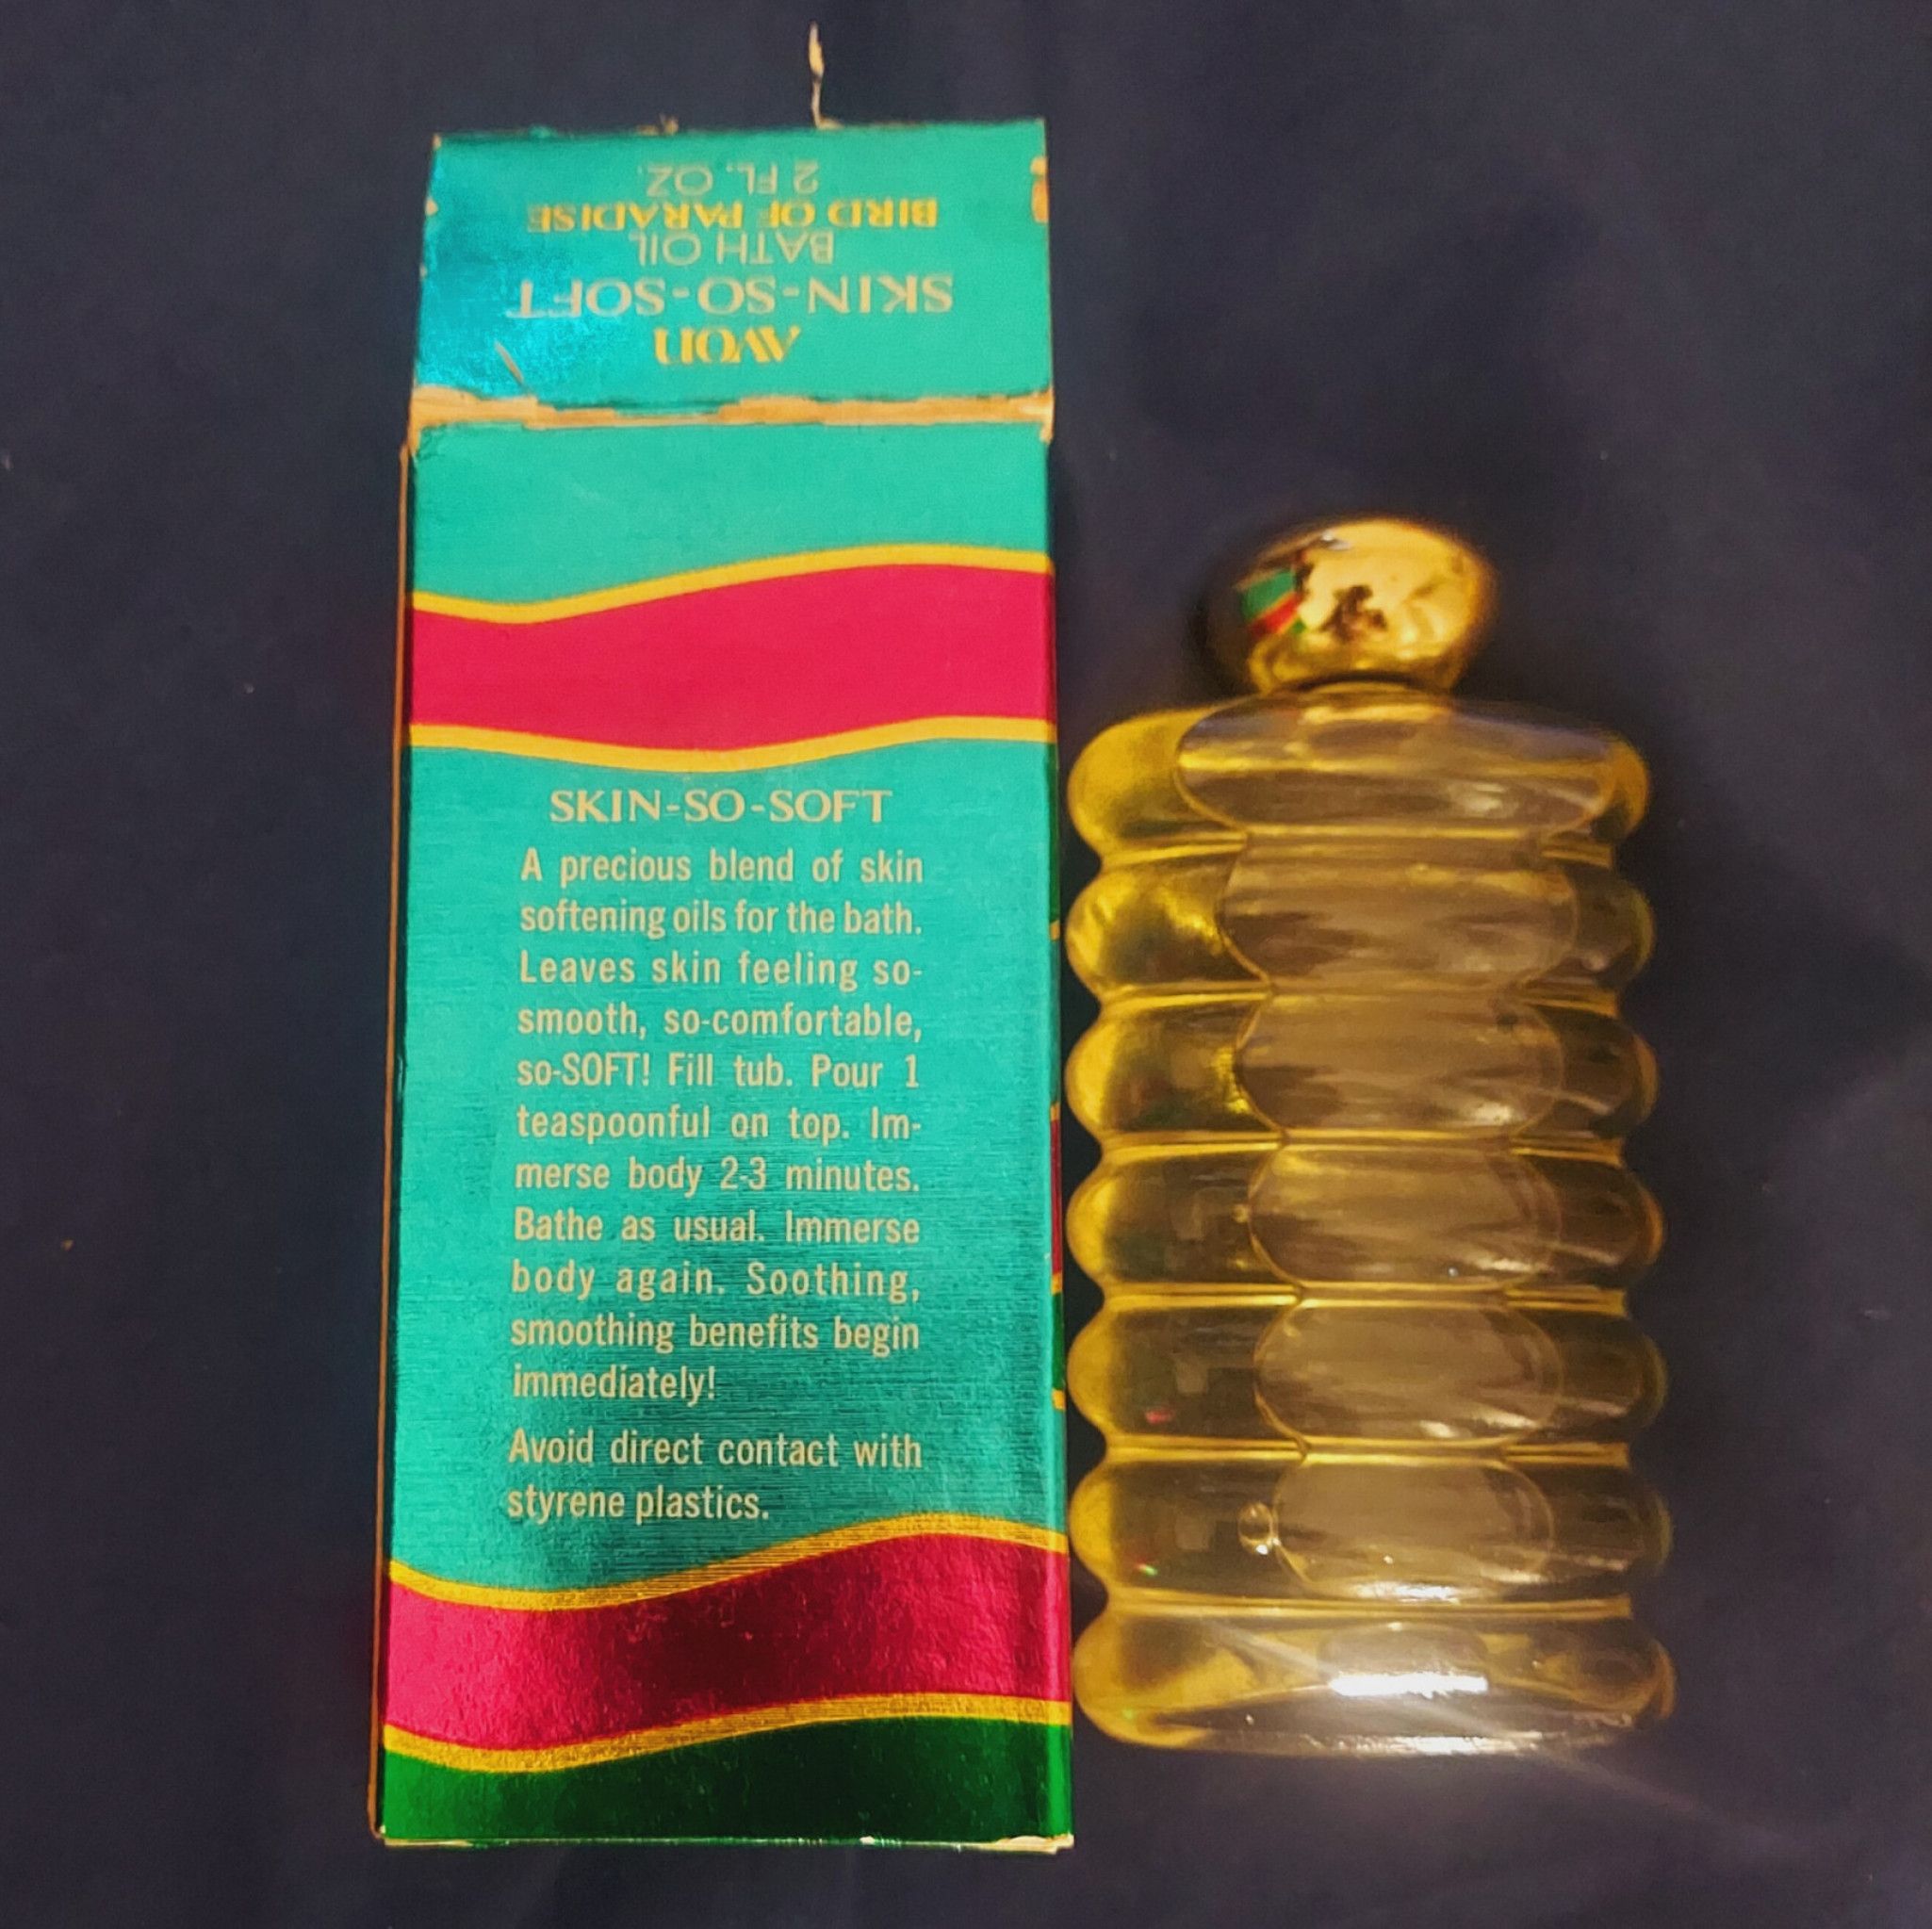 AVON
SKIN-SO-SOFT
BATH OIL
BIRD OF PARADISE
2 FL. OZ.
SKIN-SO-SOFT
A precious blend of skin
softening oils for the bath.
Leaves skin feeling so-
smooth, so-comfortable,
so-SOFT! Fill tub. Pour 1
teaspoonful on top. Im-
merse body 2-3 minutes.
Bathe as usual. Immerse
body again. Soothing,
smoothing benefits begin
immediately!
Avoid direct contact with
styrene plastics.